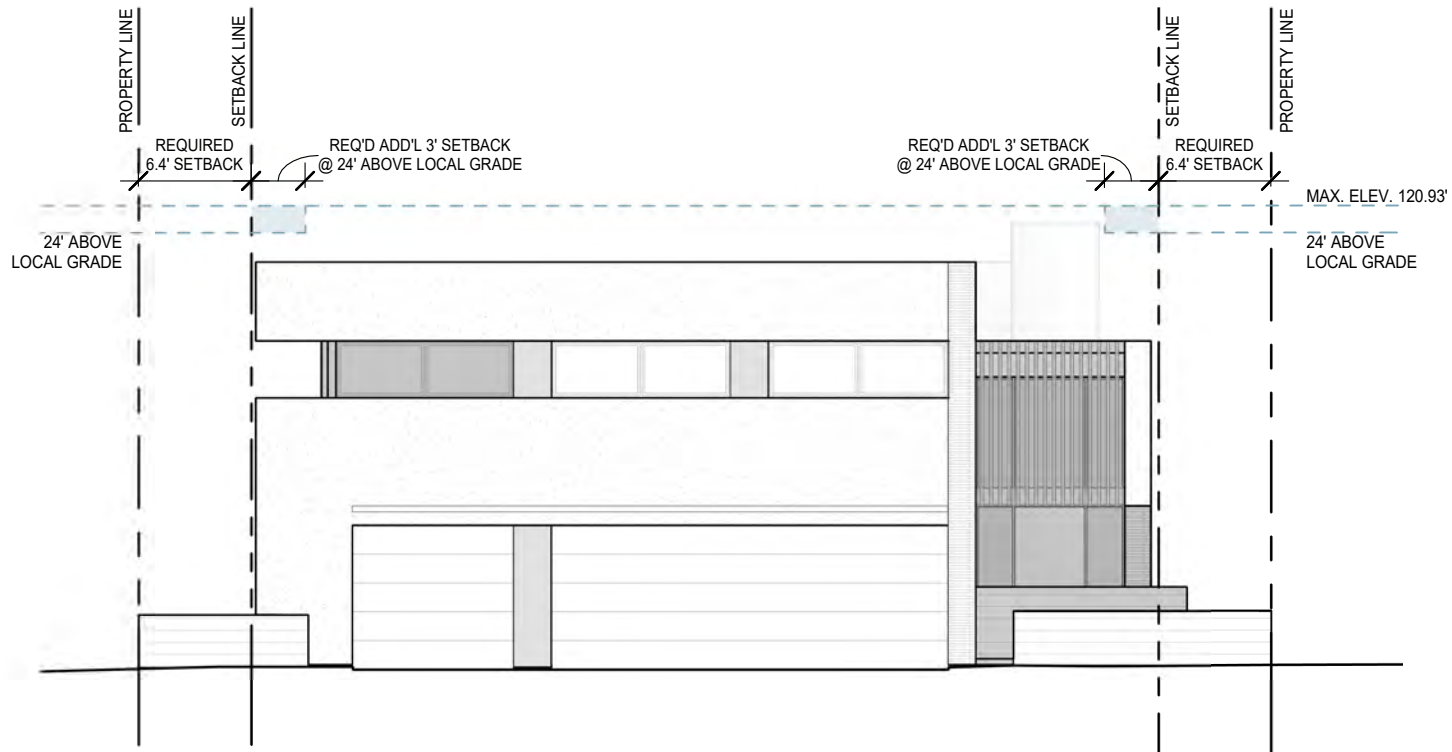 PROPERTY LINE
SETBACK LINE
SETBACK LINE
PROPERTY LINE
REQUIRED
6.4' SETBACK
REQ'D ADD'L 3' SETBACK
@ 24' ABOVE LOCAL GRADE
REQ'D ADD'L 3' SETBACK
@ 24' ABOVE LOCAL GRADE
REQUIRED
6.4' SETBACK
MAX. ELEV. 120.93'
24' ABOVE
LOCAL GRADE
24' ABOVE
LOCAL GRADE